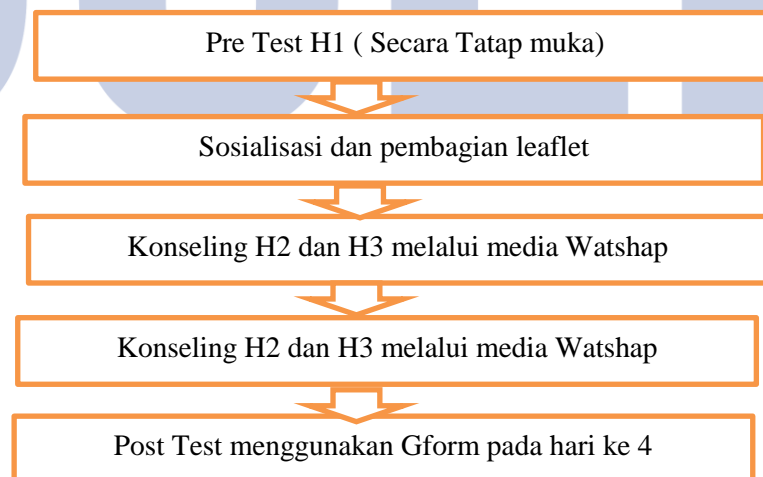 Pre Test H1 ( Secara Tatap muka)
Sosialisasi dan pembagian leaflet
Konseling H2 dan H3 melalui media Watshap
Konseling H2 dan H3 melalui media Watshap
Post Test menggunakan Gform pada hari ke 4